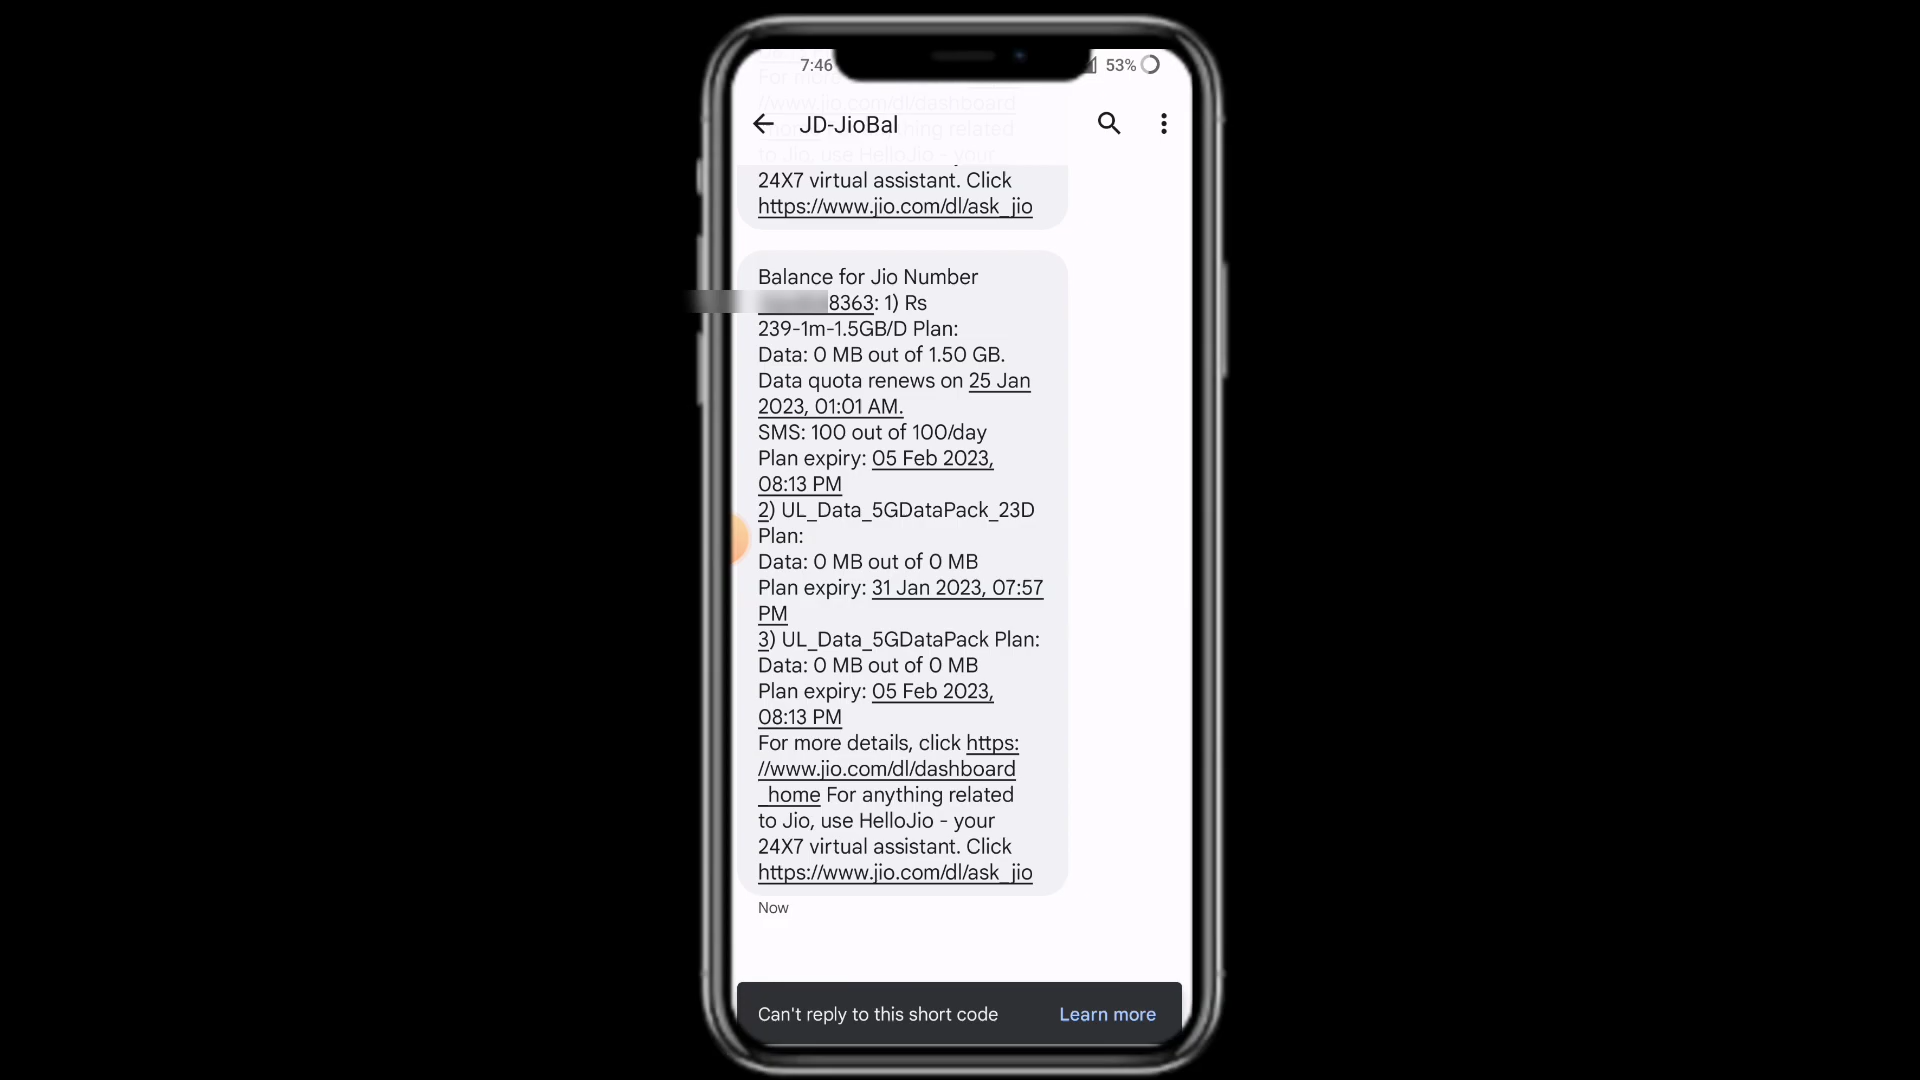 7:46
53%
JD-JioBal
24X7 virtual assistant. Click
https://www.jio.com/dl/ask_jio
Balance for Jio Number
8363: 1) Rs
239-1m-1.5GB/D Plan:
Data: 0 MB out of 1.50 GB.
Data quota renews on 25 Jan
2023, 01:01 AM.
SMS: 100 out of 100/day
Plan expiry: 05 Feb 2023,
08:13 PM
2) UL_Data_5GDataPack_23D
Plan:
Data: 0 MB out of 0 MB
Plan expiry: 31 Jan 2023, 07:57
PM
3) UL_Data_5GDataPack Plan:
Data: 0 MB out of 0 MB
Plan expiry: 05 Feb 2023,
08:13 PM
For more details, click https:
//www.jio.com/dl/dashboard
_home For anything related
to Jio, use HelloJio - your
24X7 virtual assistant. Click
https://www.jio.com/dl/ask_jio
Now
Can't reply to this short code
Learn more